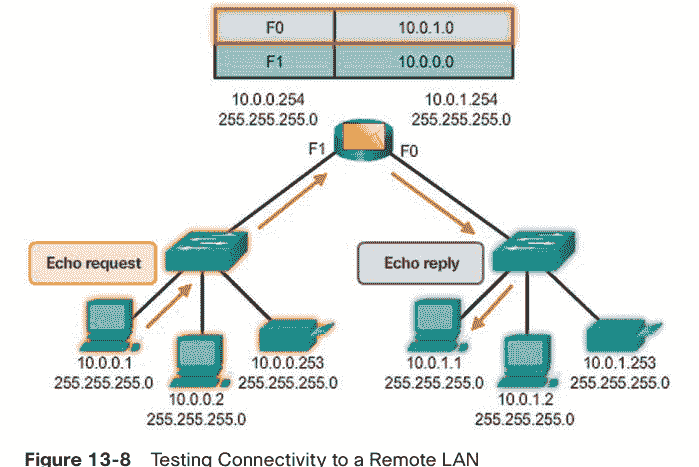 F0 10.0.1.0
F1 10.0.0.0
10.0.0.254 10.0.1.254
255.255.255.0 255.255.255.0
F1 F0
Echo request Echo reply
10.0.0.1 10.0.0.253 10.0.1.1 10.0.1.253
255.255.255.0 255.255.255.0 255.255.255.0 255.255.255.0
10.0.0.2 10.0.1.2
255.255.255.0 255.255.255.0
Figure 13-8 Testing Connectivity to a Remote LAN